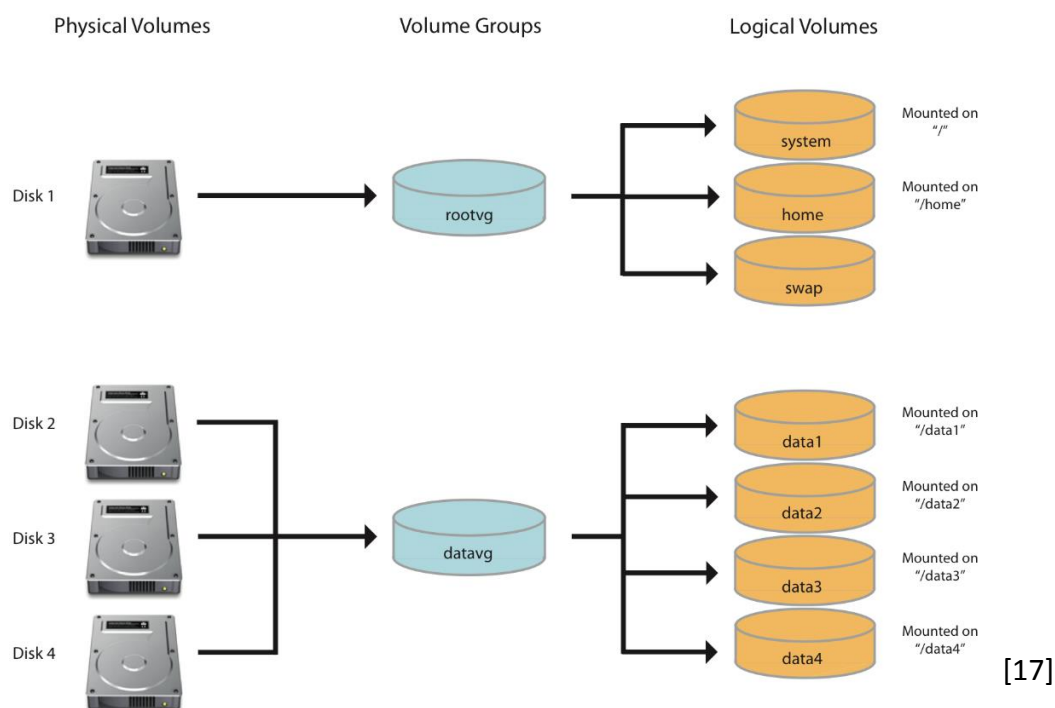 Physical Volumes
Volume Groups
Logical Volumes
Disk 1
rootvg
system
Mounted on
“/”
home
Mounted on
“/home”
swap
Disk 2
Disk 3
Disk 4
datavg
data1
Mounted on
“/data1”
data2
Mounted on
“/data2”
data3
Mounted on
“/data3”
data4
Mounted on
“/data4”
[17]